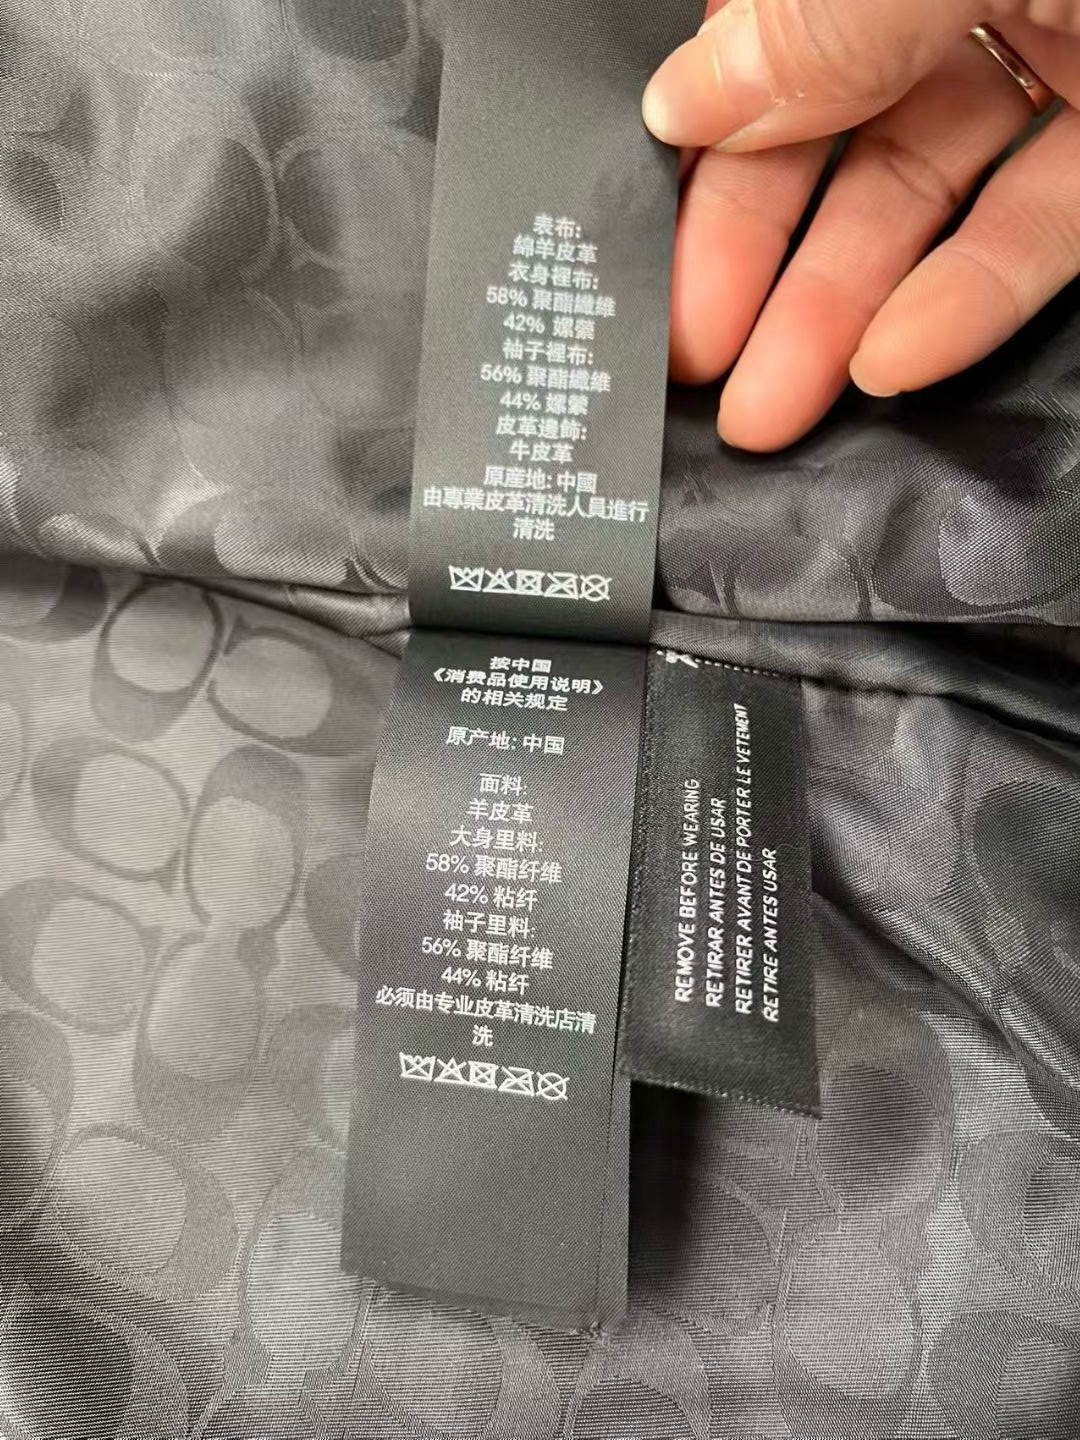 表布:
綿羊皮革
衣身裡布:
58% 聚酯纖維
42% 嫘縈
袖子裡布:
56% 聚酯纖維
44% 嫘縈
皮革邊飾:
牛皮革
原産地: 中國
由專業皮革清洗人員進行
清洗
按中国
《消费品使用说明》
的相关规定
原产地: 中国
面料:
羊皮革
大身里料:
58% 聚酯纤维
42% 粘纤
袖子里料:
56% 聚酯纤维
44% 粘纤
必须由专业皮革清洗店清
洗
REMOVE BEFORE WEARING
RETIRAR ANTES DE USAR
RETIRER AVANT DE PORTER LE VETEMENT
RETIRE ANTES USAR